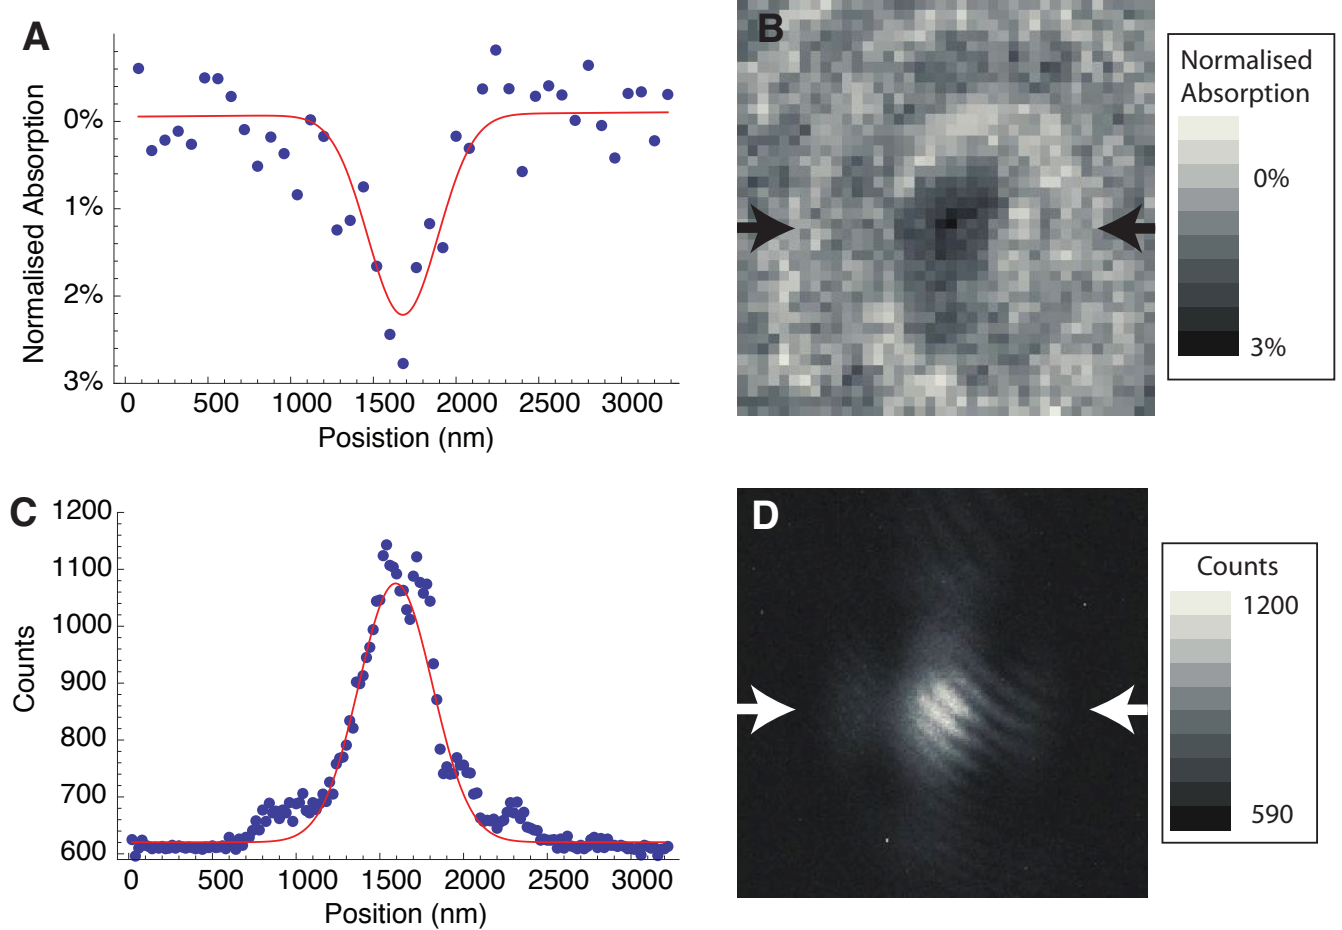 A
Normalised Absorption
0%
1%
2%
3%
0 500 1000 1500 2000 2500 3000
Posistion (nm)
B
Normalised
Absorption
0%
3%
C
Counts
1200
1100
1000
900
800
700
600
0 500 1000 1500 2000 2500 3000
Position (nm)
D
Counts
1200
590